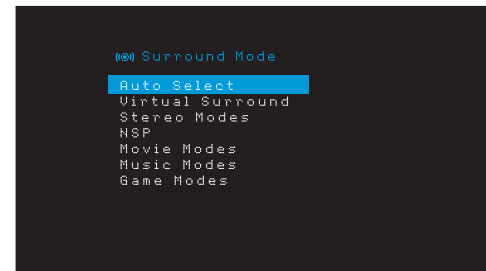 Surround Mode
Auto Select
Virtual Surround
Stereo Modes
NSP
Movie Modes
Music Modes
Game Modes